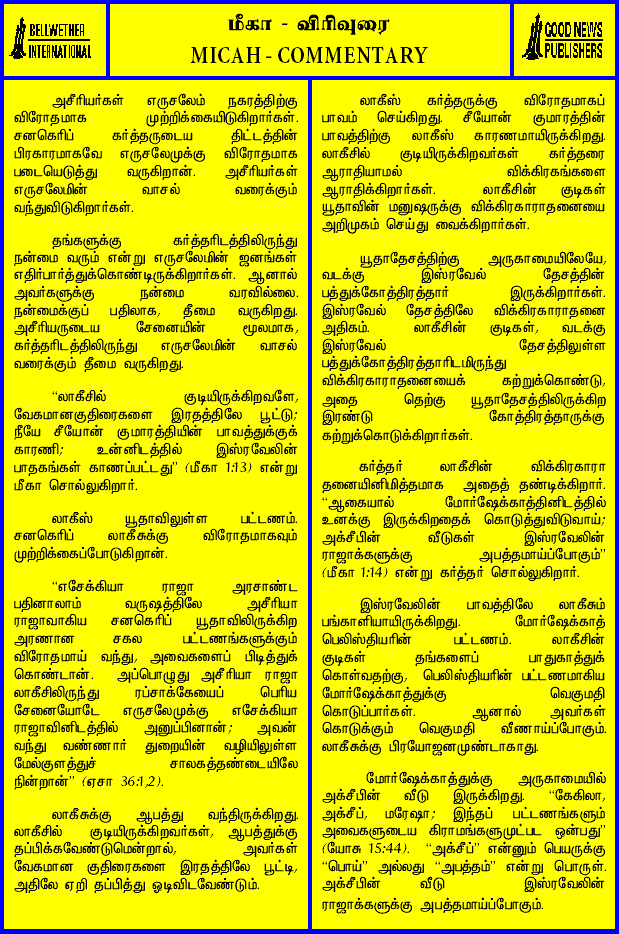 BELLWETHER
INTERNATIONAL
மீகா - விரிவுரை
MICAH - COMMENTARY
GOOD NEWS
PUBLISHERS
அசீரியர்கள் எருசலேம் நகரத்திற்கு
விரோதமாக முற்றிக்கையிடுகிறார்கள்.
சனகெரிப் கர்த்தருடைய திட்டத்தின்
பிரகாரமாகவே எருசலேமுக்கு விரோதமாக
படையெடுத்து வருகிறான். அசீரியர்கள்
எருசலேமின் வாசல் வரைக்கும்
வந்துவிடுகிறார்கள்.
தங்களுக்கு கர்த்தரிடத்திலிருந்து
நன்மை வரும் என்று எருசலேமின் ஜனங்கள்
எதிர்பார்த்துக்கொண்டிருக்கிறார்கள். ஆனால்
அவர்களுக்கு நன்மை வரவில்லை.
நன்மைக்குப் பதிலாக, தீமை வருகிறது.
அசீரியருடைய சேனையின் மூலமாக,
கர்த்தரிடத்திலிருந்து எருசலேமின் வாசல்
வரைக்கும் தீமை வருகிறது.
“லாகீசில் குடியிருக்கிறவளே,
வேகமானகுதிரைகளை இரதத்திலே பூட்டு;
நீயே சீயோன் குமாரத்தியின் பாவத்துக்குக்
காரணி; உன்னிடத்தில் இஸ்ரவேலின்
பாதகங்கள் காணப்பட்டது” (மீகா 1:13) என்று
மீகா சொல்லுகிறார்.
லாகீஸ் யூதாவிலுள்ள பட்டணம்.
சனகெரிப் லாகீசுக்கு விரோதமாகவும்
முற்றிக்கைப்போடுகிறான்.
“எசேக்கியா ராஜா அரசாண்ட
பதினாலாம் வருஷத்திலே அசீரியா
ராஜாவாகிய சனகெரிப் யூதாவிலிருக்கிற
அரணான சகல பட்டணங்களுக்கும்
விரோதமாய் வந்து, அவைகளைப் பிடித்துக்
கொண்டான். அப்பொழுது அசீரியா ராஜா
லாகீசிலிருந்து ரப்சாக்கேயைப் பெரிய
சேனையோடே எருசலேமுக்கு எசேக்கியா
ராஜாவினிடத்தில் அனுப்பினான்; அவன்
வந்து வண்ணார் துறையின் வழியிலுள்ள
மேல்குளத்துச் சாலகத்தண்டையிலே
நின்றான்” (ஏசா 36:1,2).
லாகீசுக்கு ஆபத்து வந்திருக்கிறது.
லாகீசில் குடியிருக்கிறவர்கள், ஆபத்துக்கு
தப்பிக்கவேண்டுமென்றால், அவர்கள்
வேகமான குதிரைகளை இரதத்திலே பூட்டி,
அதிலே ஏறி தப்பித்து ஓடிவிடவேண்டும்.
லாகீஸ் கர்த்தருக்கு விரோதமாகப்
பாவம் செய்கிறது. சீயோன் குமாரத்தின்
பாவத்திற்கு லாகீஸ் காரணமாயிருக்கிறது.
லாகீசில் குடியிருக்கிறவர்கள் கர்த்தரை
ஆராதியாமல் விக்கிரகங்களை
ஆராதிக்கிறார்கள். லாகீசின் குடிகள்
யூதாவின் மனுஷருக்கு விக்கிரகாராதனையை
அறிமுகம் செய்து வைக்கிறார்கள்.
யூதாதேசத்திற்கு அருகாமையிலேயே,
வடக்கு இஸ்ரவேல் தேசத்தின்
பத்துக்கோத்திரத்தார் இருக்கிறார்கள்.
இஸ்ரவேல் தேசத்திலே விக்கிரகாராதனை
அதிகம். லாகீசின் குடிகள், வடக்கு
இஸ்ரவேல் தேசத்திலுள்ள
பத்துக்கோத்திரத்தாரிடமிருந்து
விக்கிரகாராதனையைக் கற்றுக்கொண்டு,
அதை தெற்கு யூதாதேசத்திலிருக்கிற
இரண்டு கோத்திரத்தாருக்கு
கற்றுக்கொடுக்கிறார்கள்.
கர்த்தர் லாகீசின் விக்கிரகாரா
தனையினிமித்தமாக அதைத் தண்டிக்கிறார்.
“ஆகையால் மோர்ஷேக்காத்தினிடத்தில்
உனக்கு இருக்கிறதைக் கொடுத்துவிடுவாய்;
அக்சீபின் வீடுகள் இஸ்ரவேலின்
ராஜாக்களுக்கு அபத்தமாய்ப்போகும்”
(மீகா 1:14) என்று கர்த்தர் சொல்லுகிறார்.
இஸ்ரவேலின் பாவத்திலே லாகீசும்
பங்காளியாயிருக்கிறது. மோர்ஷேக்காத்
பெலிஸ்தியரின் பட்டணம். லாகீசின்
குடிகள் தங்களைப் பாதுகாத்துக்
கொள்வதற்கு, பெலிஸ்தியரின் பட்டணமாகிய
மோர்ஷேக்காத்துக்கு வெகுமதி
கொடுப்பார்கள். ஆனால் அவர்கள்
கொடுக்கும் வெகுமதி வீணாய்ப்போகும்.
லாகீசுக்கு பிரயோஜனமுண்டாகாது.
மோர்ஷேக்காத்துக்கு அருகாமையில்
அக்சீபின் வீடு இருக்கிறது. “கேகிலா,
அக்சீப், மரேஷா; இந்தப் பட்டணங்களும்
அவைகளுடைய கிராமங்களுமுட்பட ஒன்பது”
(யோசு 15:44). “அக்சீப்” என்னும் பெயருக்கு
“பொய்” அல்லது “அபத்தம்” என்று பொருள்.
அக்சீபின் வீடு இஸ்ரவேலின்
ராஜாக்களுக்கு அபத்தமாய்ப்போகும்.